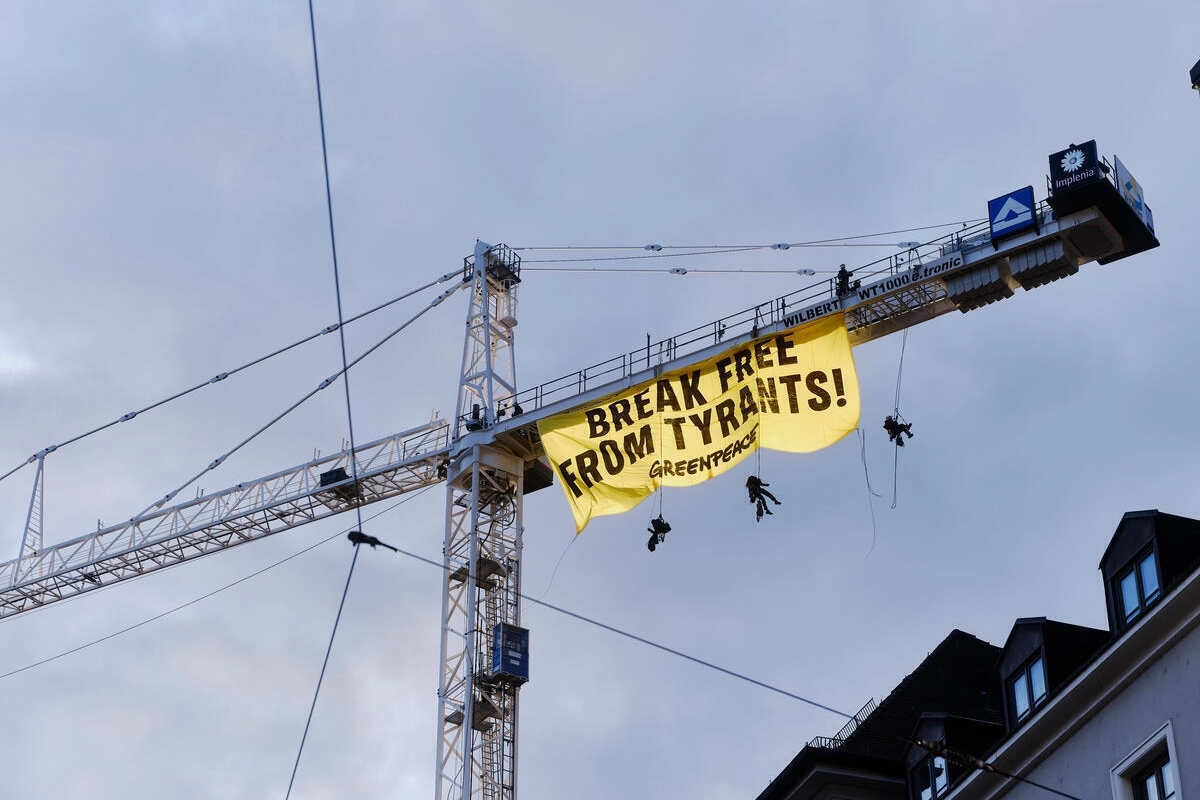 Implenia
WILBERT WT1000 e.tronic
BREAK FREE
FROM TYRANTS!
GREENPEACE